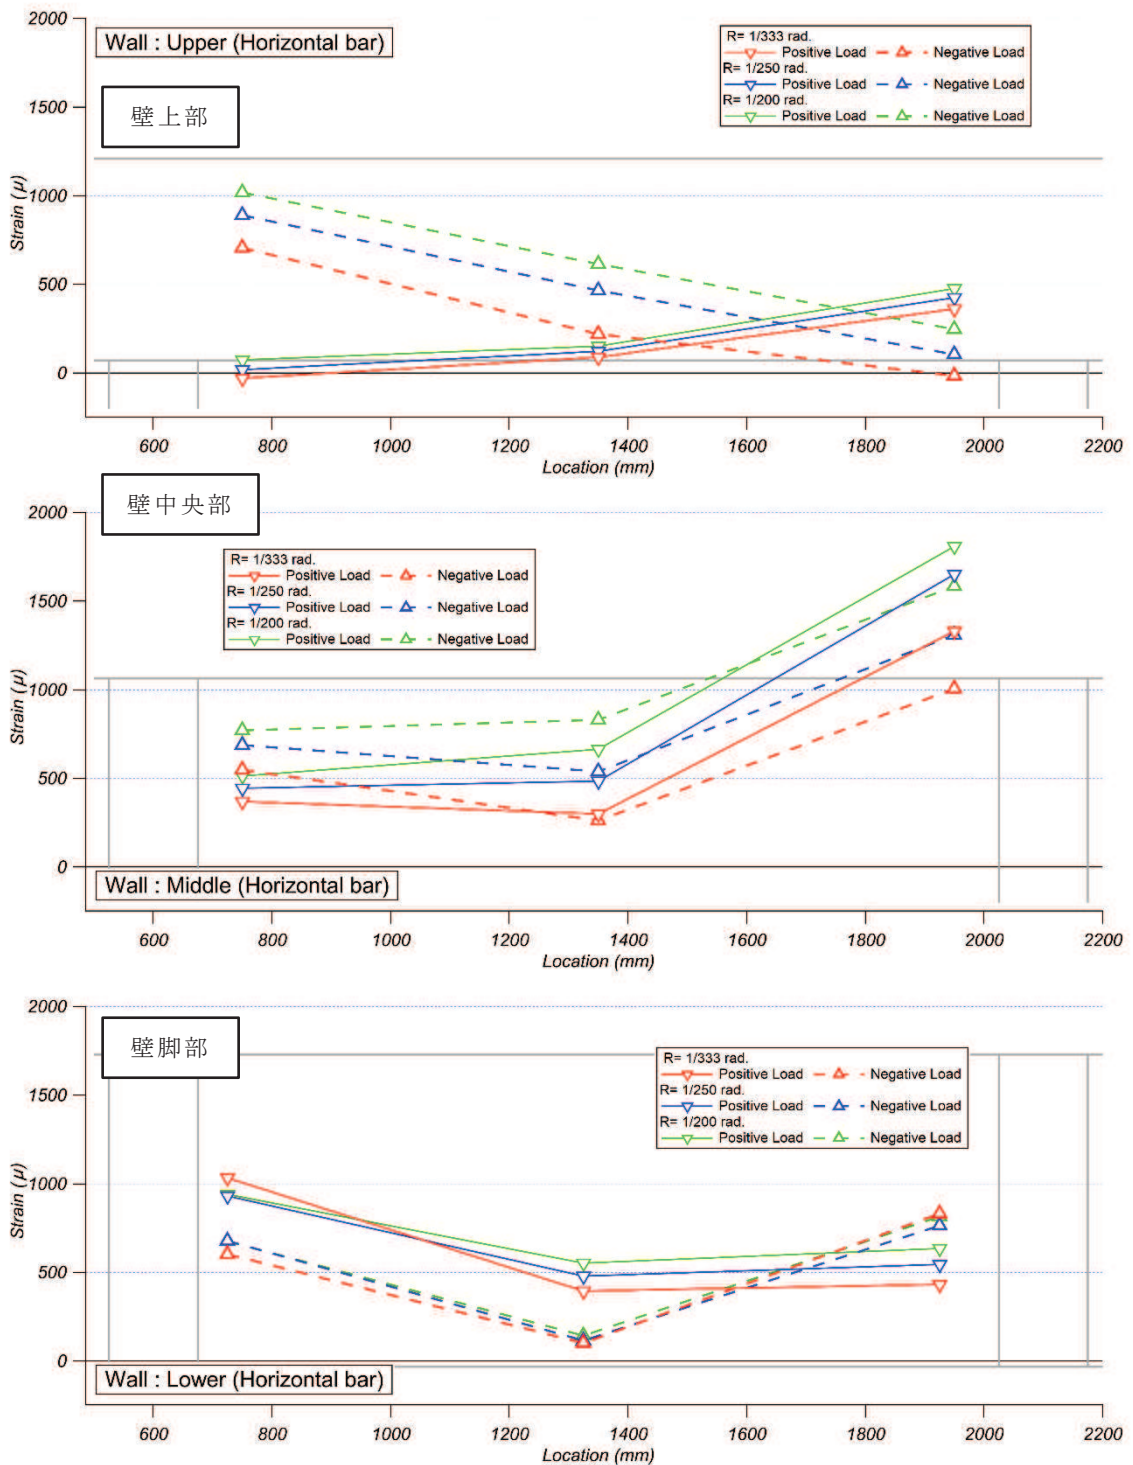 2000
Wall : Upper (Horizontal bar)
R= 1/333 rad.
Positive Load Negative Load
R= 1/250 rad.
Positive Load Negative Load
R= 1/200 rad.
Positive Load Negative Load
1500
壁上部
1000
Strain (μ)
500
0
600 800 1000 1200 1400 1600 1800 2000 2200
Location (mm)
壁中央部
2000
R= 1/333 rad.
Positive Load Negative Load
R= 1/250 rad.
Positive Load Negative Load
R= 1/200 rad.
Positive Load Negative Load
1500
1000
Strain (μ)
500
0
Wall : Middle (Horizontal bar)
600 800 1000 1200 1400 1600 1800 2000 2200
Location (mm)
2000
壁脚部
R= 1/333 rad.
Positive Load Negative Load
R= 1/250 rad.
Positive Load Negative Load
R= 1/200 rad.
Positive Load Negative Load
1500
1000
Strain (μ)
500
0
Wall : Lower (Horizontal bar)
600 800 1000 1200 1400 1600 1800 2000 2200
Location (mm)